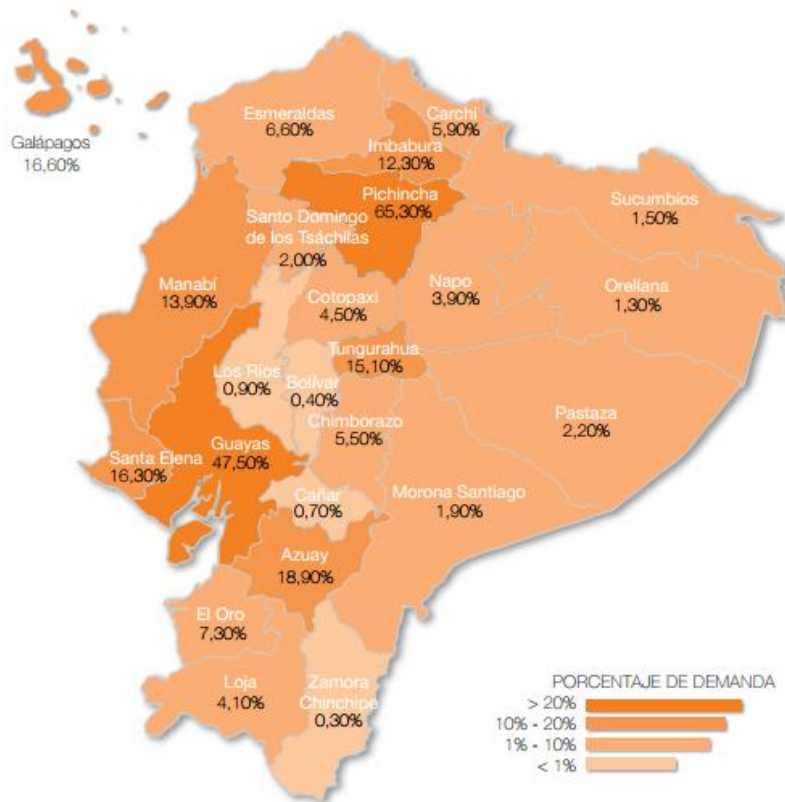 Galápagos
16,60%
Esmeraldas
6,60%
Carchi
5,90%
Imbabura
12,30%
Pichincha
65,30%
Sucumbíos
1,50%
Santo Domingo
de los Tsáchilas
2,00%
Manabí
13,90%
Cotopaxi
4,50%
Napo
3,90%
Orellana
1,30%
Tungurahua
15,10%
Los Ríos
0,90%
Bolívar
0,40%
Chimborazo
5,50%
Pastaza
2,20%
Guayas
47,50%
Santa Elena
16,30%
Cañar
0,70%
Morona Santiago
1,90%
Azuay
18,90%
El Oro
7,30%
Loja
4,10%
Zamora
Chinchipe
0,30%
PORCENTAJE DE DEMANDA
> 20%
10% - 20%
1% - 10%
< 1%